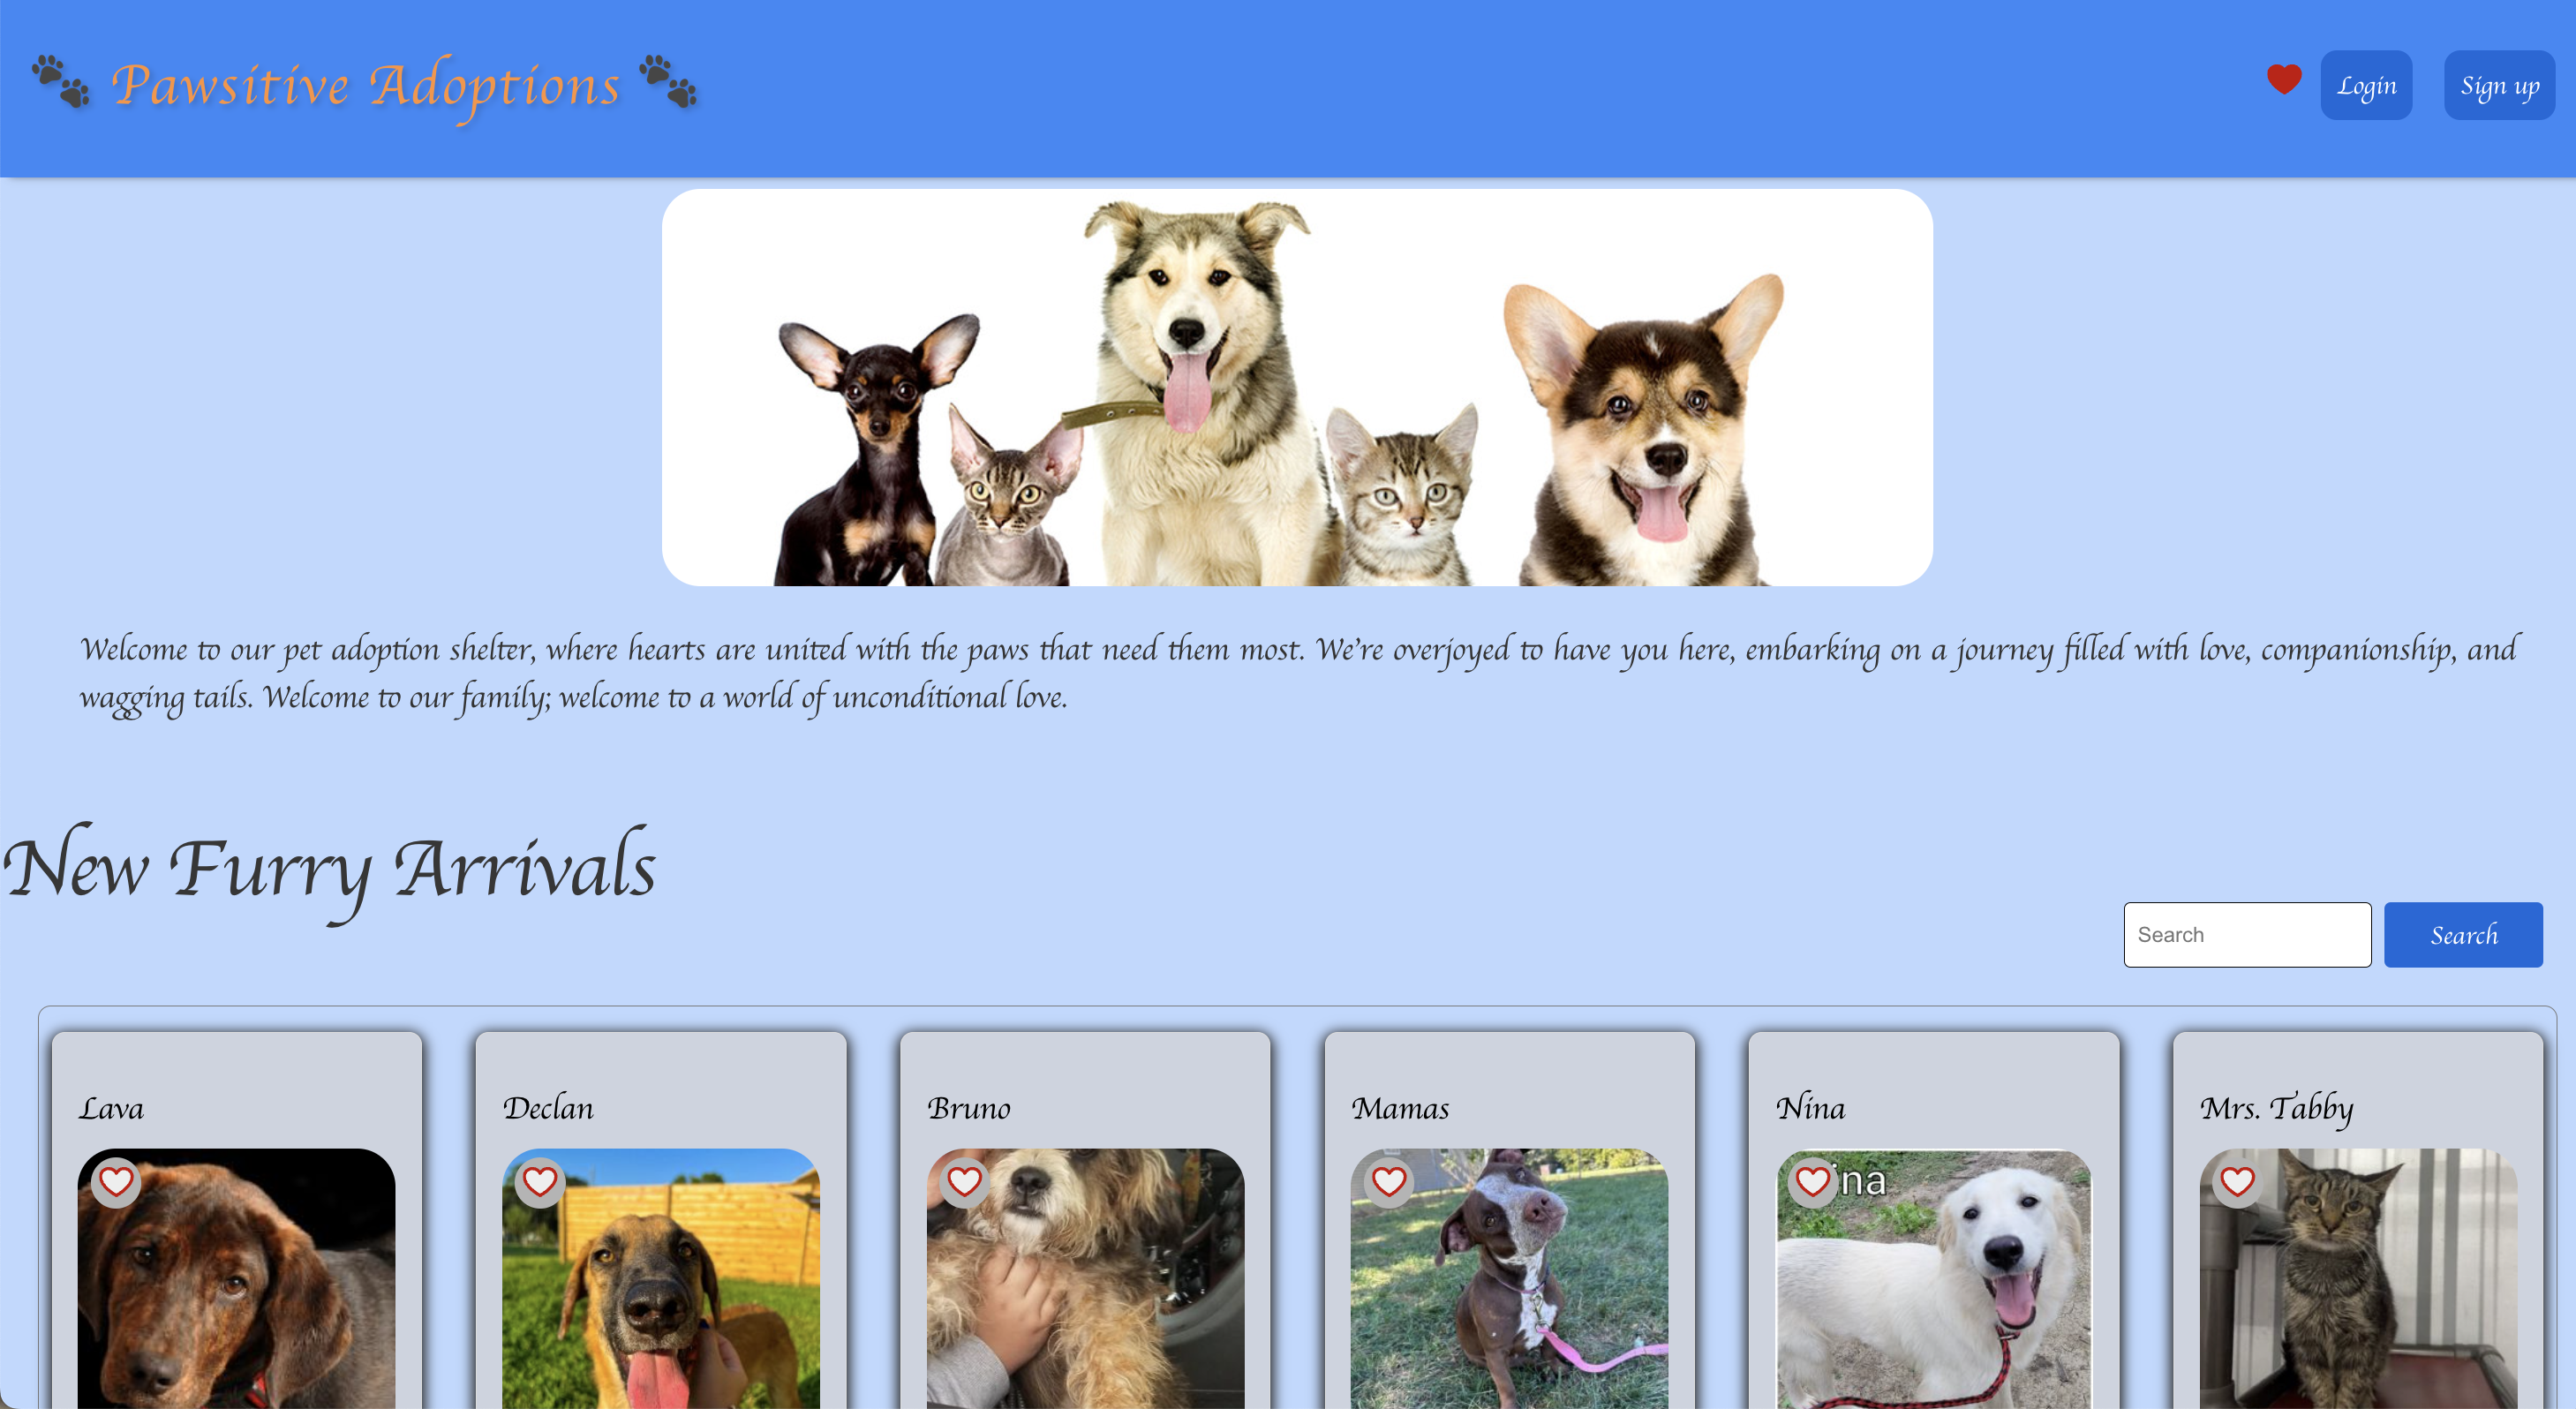 Pawsitive Adoptions
Login
Sign up
Welcome to our pet adoption shelter, where hearts are united with the paws that need them most. We're overjoyed to have you here, embarking on a journey filled with love, companionship, and
wagging tails. Welcome to our family; welcome to a world of unconditional love.
New Furry Arrivals
Search
Search
Lava
Declan
Bruno
Mamas
Nina
Mrs. Tabby
na